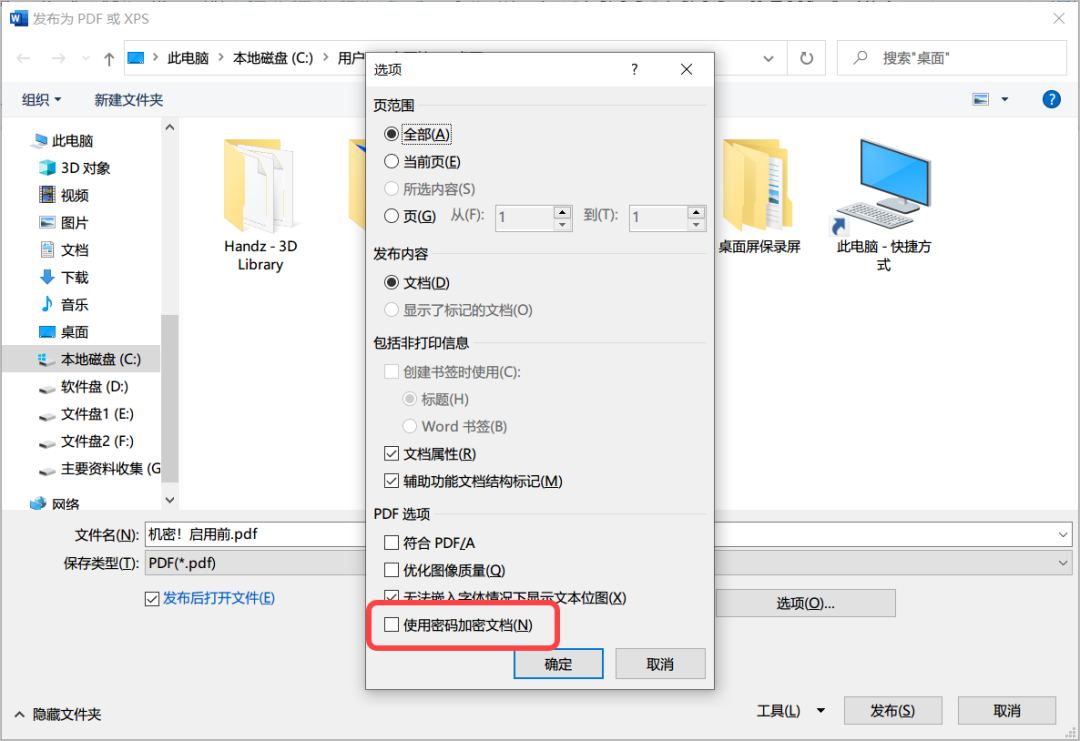 发布为 PDF 或 XPS
此电脑
本地磁盘 (C:)
用户
搜索"桌面"
组织
新建文件夹
此电脑
3D 对象
视频
图片
文档
下载
音乐
桌面
本地磁盘 (C:)
软件盘 (D:)
文件盘1 (E:)
文件盘2 (F:)
主要资料收集 (G
网络
Handz - 3D
Library
桌面屏保录屏
此电脑 - 快捷方
式
选项
?
页范围
全部(A)
当前页(E)
所选内容(S)
页(G) 从(F): 1 到(T): 1
发布内容
文档(D)
显示了标记的文档(O)
包括非打印信息
创建书签时使用(C):
标题(H)
Word 书签(B)
文档属性(R)
辅助功能文档结构标记(M)
PDF 选项
符合 PDF/A
优化图像质量(Q)
无法嵌入字体情况下显示文本位图(X)
使用密码加密文档(N)
确定
取消
文件名(N): 机密！启用前.pdf
保存类型(T): PDF(*.pdf)
发布后打开文件(E)
选项(O)...
隐藏文件夹
工具(L)
发布(S)
取消